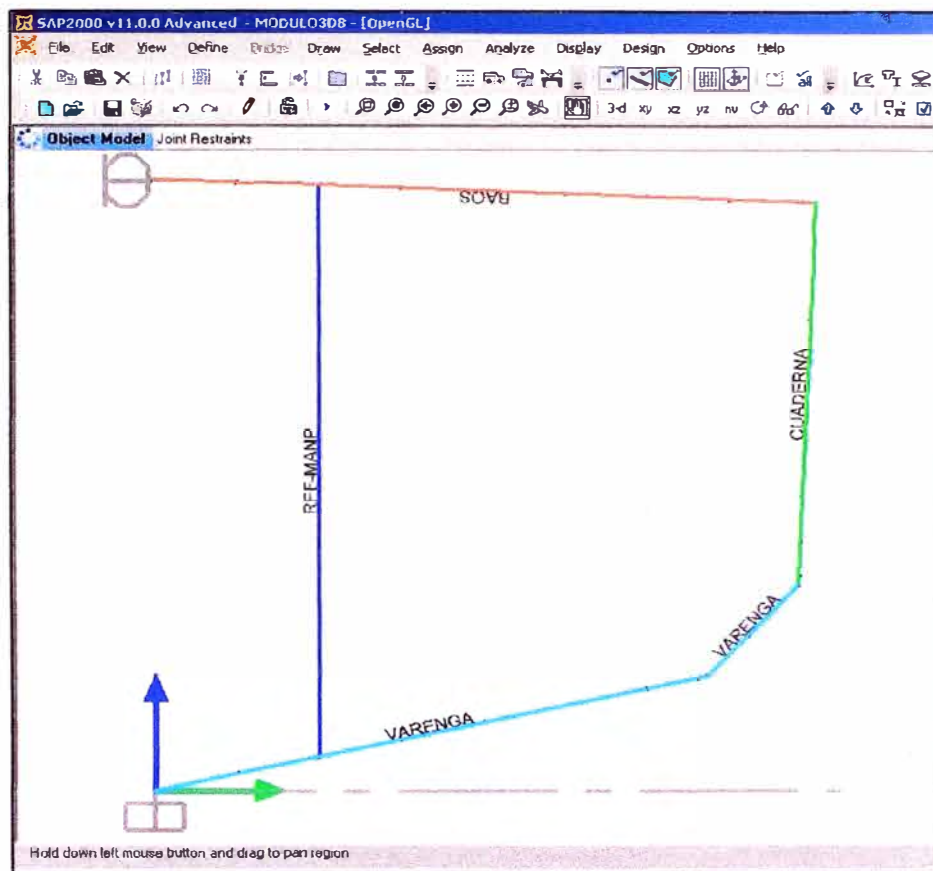 SAP2000 v11.0.0 Advanced - MODULO3D8 - [OpenGL]
File Edit View Define Bridge Draw Select Assign Analyze Display Design Options Help
3-d xy xz yz nv
Object Model Joint Restraints
BAOS
CUADERNA
REF-MANP
VARENGA
VARENGA
Hold down left mouse button and drag to pan region